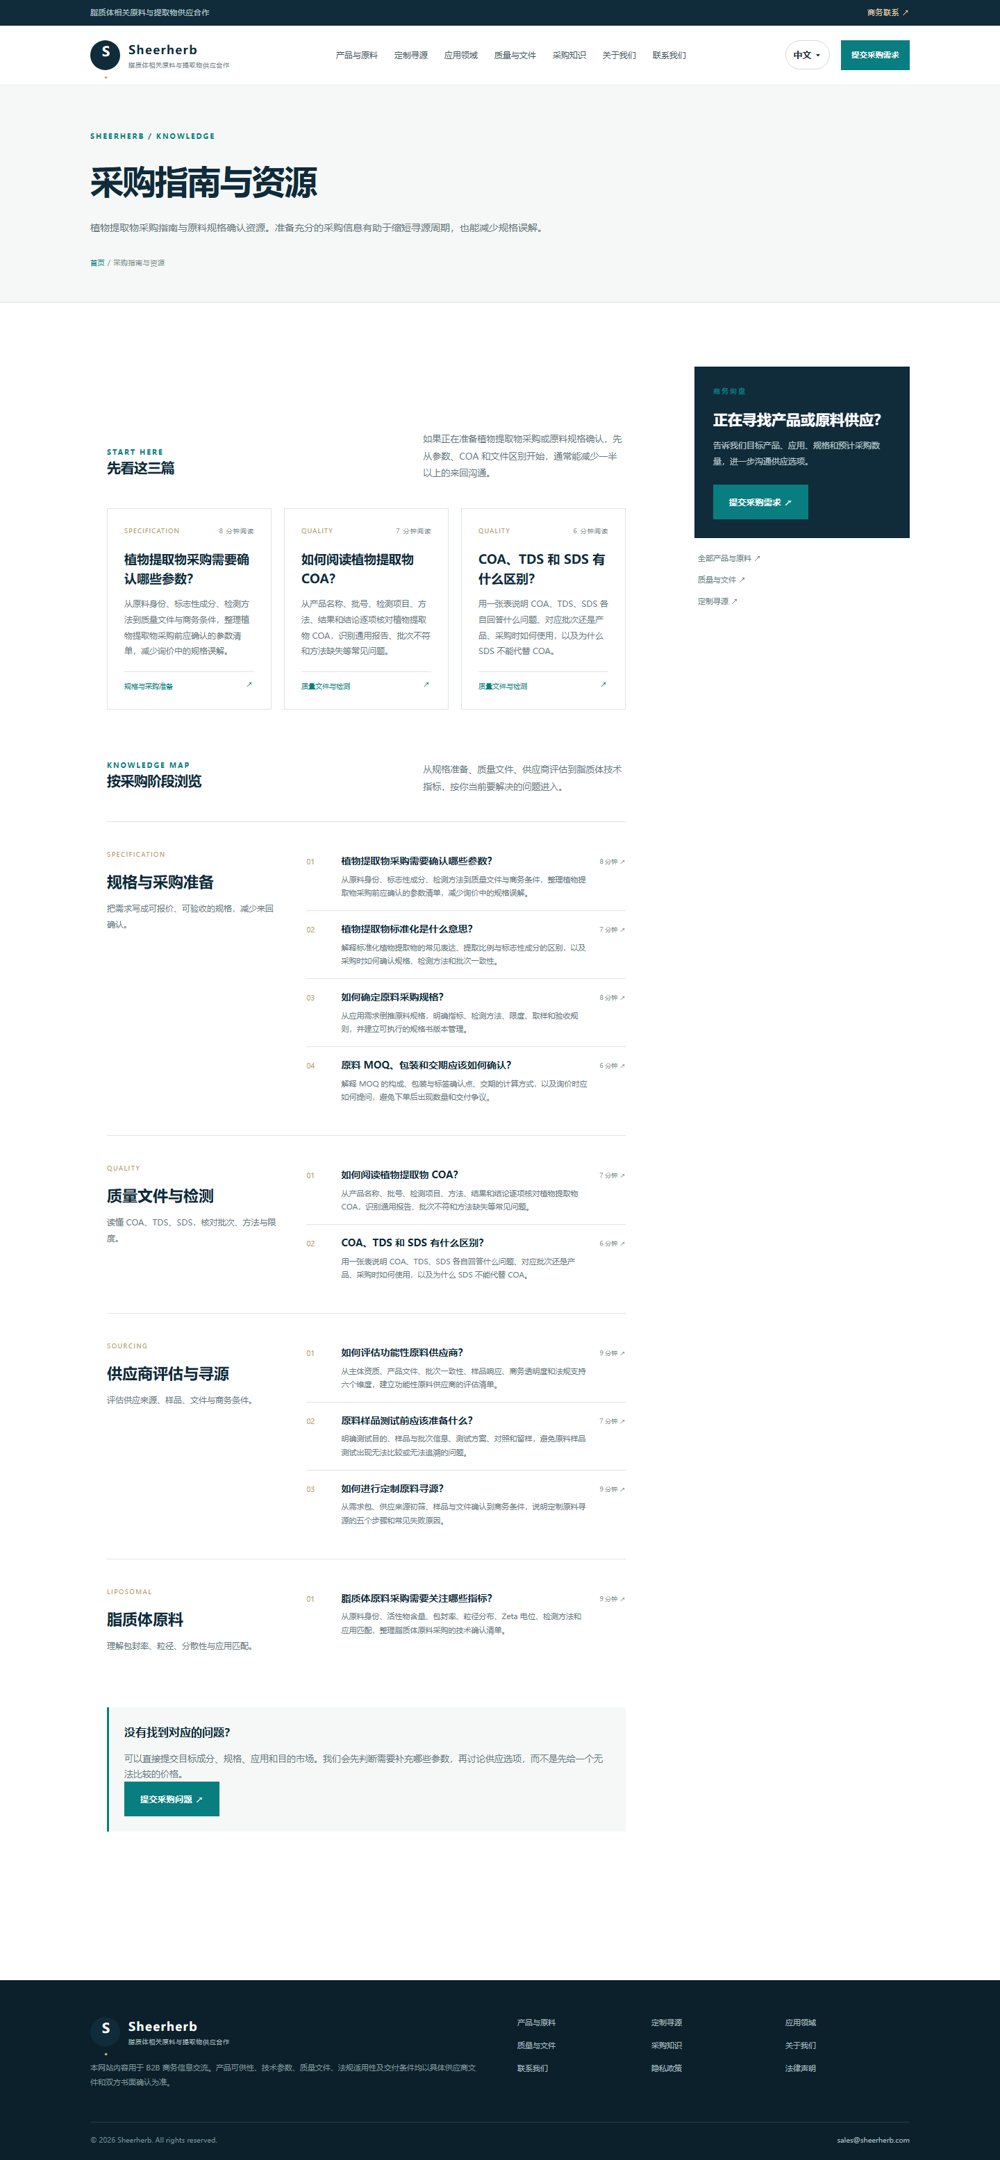 脂质体相关原料与提取物供应合作
商务联系 ↗
S
Sheerherb
脂质体相关原料与提取物供应合作
产品与原料
定制寻源
应用领域
质量与文件
采购知识
关于我们
联系我们
中文
提交采购需求
SHEERHERB / KNOWLEDGE
采购指南与资源
植物提取物采购指南与原料规格确认资源。准备充分的采购信息有助于缩短寻源周期，也能减少规格误解。
首页 / 采购指南与资源
START HERE
先看这三篇
如果正在准备植物提取物采购或原料规格确认，先
从参数、COA 和文件区别开始，通常能减少一半
以上的来回沟通。
SPECIFICATION
8 分钟阅读
植物提取物采购需要确
认哪些参数？
从原料身份、标志性成分、检测方
法到质量文件与商务条件，整理植
物提取物采购前应确认的参数清
单，减少询价中的规格误解。
规格与采购准备 ↗
QUALITY
7 分钟阅读
如何阅读植物提取物
COA？
从产品名称、批号、检测项目、方
法、结果和结论逐项核对植物提取
物 COA，识别通用报告、批次不符
和方法缺失等常见问题。
质量文件与检测 ↗
QUALITY
6 分钟阅读
COA、TDS 和 SDS 有
什么区别？
用一张表说明 COA、TDS、SDS 各
自回答什么问题、对应批次还是产
品、采购时如何使用，以及为什么
SDS 不能代替 COA。
质量文件与检测 ↗
商务询盘
正在寻找产品或原料供应？
告诉我们目标产品、应用、规格和预计采购数
量，进一步沟通供应选项。
提交采购需求 ↗
全部产品与原料 ↗
质量与文件 ↗
定制寻源 ↗
KNOWLEDGE MAP
按采购阶段浏览
从规格准备、质量文件、供应商评估到脂质体技术
指标，按你当前要解决的问题进入。
SPECIFICATION
规格与采购准备
把需求写成可报价、可验收的规格，减少来回
确认。
01
植物提取物采购需要确认哪些参数？
8 分钟 ↗
从原料身份、标志性成分、检测方法到质量文件与商务条件，整理植物提
取物采购前应确认的参数清单，减少询价中的规格误解。
02
植物提取物标准化是什么意思？
7 分钟 ↗
解释标准化植物提取物的常见表达、提取比例与标志性成分的区别，以及
采购时如何确认规格、检测方法和批次一致性。
03
如何确定原料采购规格？
8 分钟 ↗
从应用需求倒推原料规格，明确指标、检测方法、限度、取样和验收规
则，并建立可执行的规格书版本管理。
04
原料 MOQ、包装和交期应该如何确认？
6 分钟 ↗
解释 MOQ 的构成、包装与标签确认点、交期的计算方式，以及询价时应
如何提问，避免下单后出现数量和交付争议。
QUALITY
质量文件与检测
读懂 COA、TDS、SDS，核对批次、方法与限
度。
01
如何阅读植物提取物 COA？
7 分钟 ↗
从产品名称、批号、检测项目、方法、结果和结论逐项核对植物提取物
COA，识别通用报告、批次不符和方法缺失等常见问题。
02
COA、TDS 和 SDS 有什么区别？
6 分钟 ↗
用一张表说明 COA、TDS、SDS 各自回答什么问题、对应批次还是产
品、采购时如何使用，以及为什么 SDS 不能代替 COA。
SOURCING
供应商评估与寻源
评估供应来源、样品、文件与商务条件。
01
如何评估功能性原料供应商？
9 分钟 ↗
从主体资质、产品文件、批次一致性、样品响应、商务透明度和法规支持
六个维度，建立功能性原料供应商的评估清单。
02
原料样品测试前应该准备什么？
7 分钟 ↗
明确测试目的、样品与批次信息、测试方案、对照和留样，避免原料样品
测试出现无法比较或无法追溯的问题。
03
如何进行定制原料寻源？
9 分钟 ↗
从需求包、供应来源初筛、样品与文件确认到商务条件，说明定制原料寻
源的五个步骤和常见失败原因。
LIPOSOMAL
脂质体原料
理解包封率、粒径、分散性与应用匹配。
01
脂质体原料采购需要关注哪些指标？
9 分钟 ↗
从原料身份、活性物含量、包封率、粒径分布、Zeta 电位、检测方法和
应用匹配，整理脂质体原料采购的技术确认清单。
没有找到对应的问题？
可以直接提交目标成分、规格、应用和目的市场。我们会先判断需要补充哪些参数，再讨论供应选项，而不是先给一个无
法比较的价格。
提交采购问题 ↗
S
Sheerherb
脂质体相关原料与提取物供应合作
本网站内容用于 B2B 商务信息交流。产品可供性、技术参数、质量文件、法规适用性及交付条件均以具体供应商文
件和双方书面确认为准。
产品与原料
定制寻源
应用领域
质量与文件
采购知识
关于我们
联系我们
隐私政策
法律声明
© 2026 Sheerherb. All rights reserved.
sales@sheerherb.com